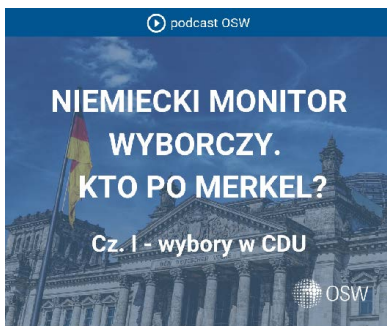 podcast OSW
NIEMIECKI MONITOR
WYBORCZY.
KTO PO MERKEL?
Cz. I - wybory w CDU
OSW